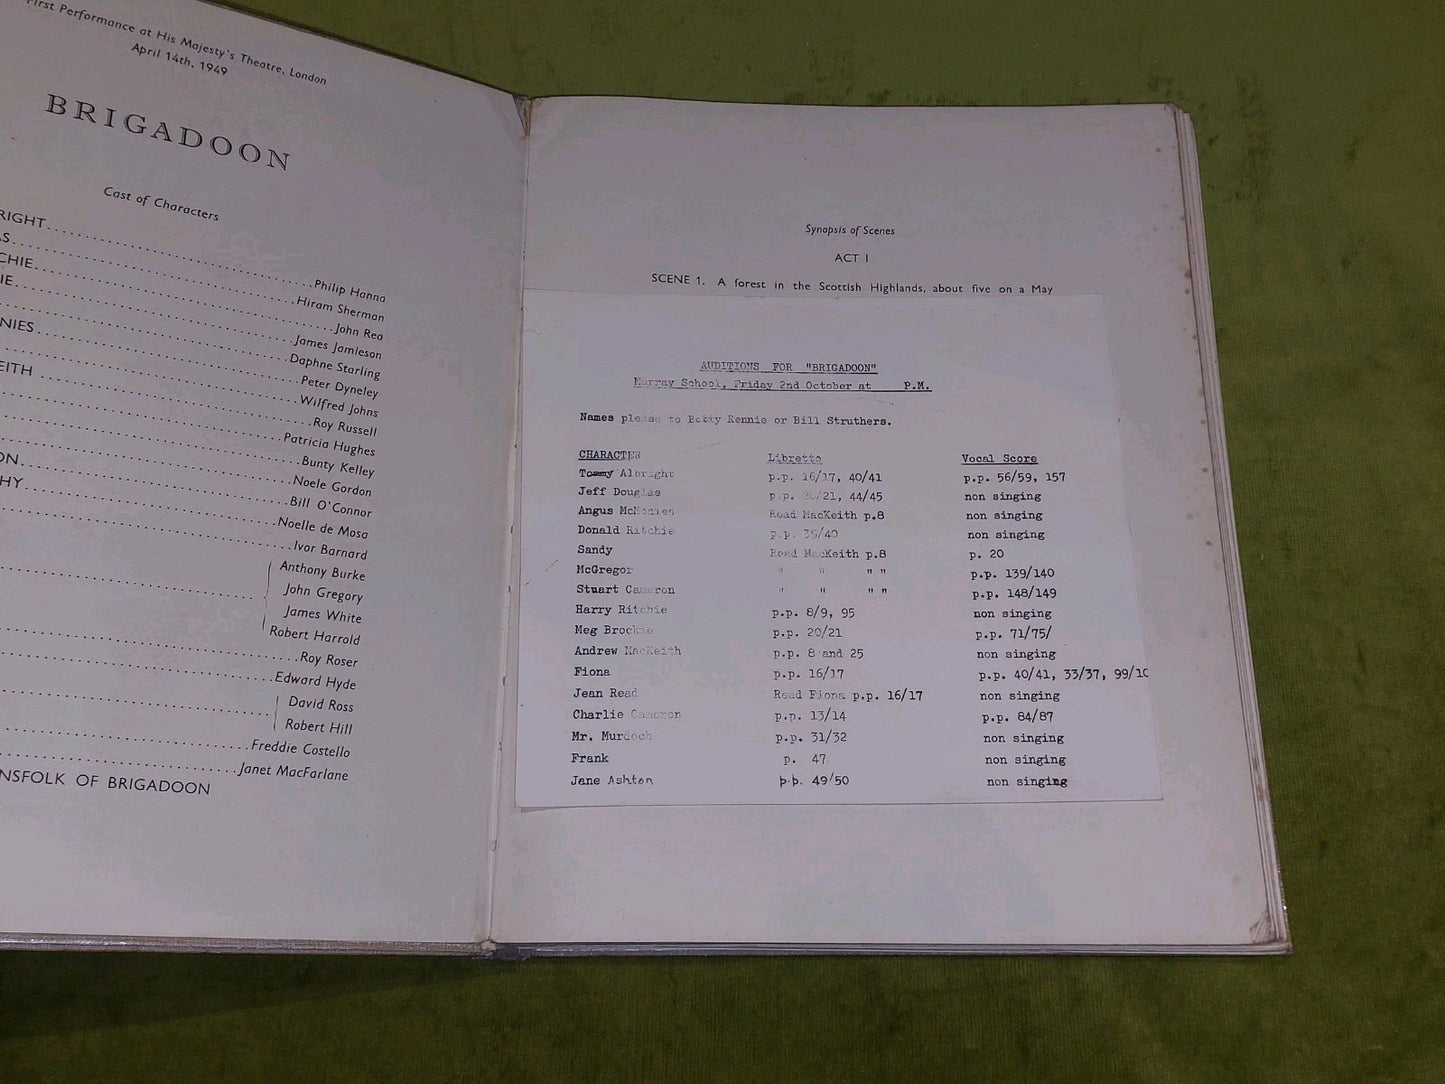 First Performance at His Majesty's Theatre, London
April 14th, 1949
BRIGADOON
Cast of Characters
RIGHT Philip Hanna
AS Hiram Sherman
CHIE John Rea
IE James Jamieson
Daphne Starling
NIES Peter Dyneley
Wilfred Johns
EITH Roy Russell
Patricia Hughes
Bunty Kelley
Noele Gordon
ON Bill O'Connor
HY Noelle de Mosa
Ivor Barnard
Anthony Burke
John Gregory
James White
Robert Harrold
Roy Roser
Edward Hyde
David Ross
Robert Hill
Freddie Costello
Janet MacFarlane
NSFOLK OF BRIGADOON
Synopsis of Scenes
ACT I
SCENE 1. A forest in the Scottish Highlands, about five on a May
AUDITIONS FOR "BRIGADOON"
Murray School, Friday 2nd October at P.M.
Names please to Betty Rennie or Bill Struthers.
CHARACTER Libretto Vocal Score
Tommy Albright p.p. 16/17, 40/41 p.p. 56/59, 157
Jeff Douglas p.p. 20/21, 44/45 non singing
Angus McMonies Read MacKeith p.8 non singing
Donald Ritchie p.p. 39/40 non singing
Sandy Read MacKeith p.8 p. 20
McGregor " " " " p.p. 139/140
Stuart Cameron " " " " p.p. 148/149
Harry Ritchie p.p. 8/9, 95 non singing
Meg Brockie p.p. 20/21 p.p. 71/75/
Andrew MacKeith p.p. 8 and 25 non singing
Fiona p.p. 16/17 p.p. 40/41, 33/37, 99/10
Jean Read Read Fiona p.p. 16/17 non singing
Charlie Cameron p.p. 13/14 p.p. 84/87
Mr. Murdoch p.p. 31/32 non singing
Frank p. 47 non singing
Jane Ashton p.p. 49/50 non singing